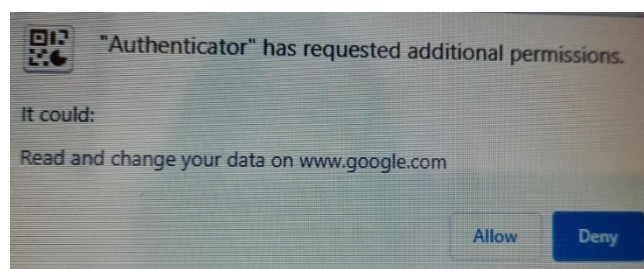 "Authenticator" has requested additional permissions.
It could:
Read and change your data on www.google.com
Allow
Deny